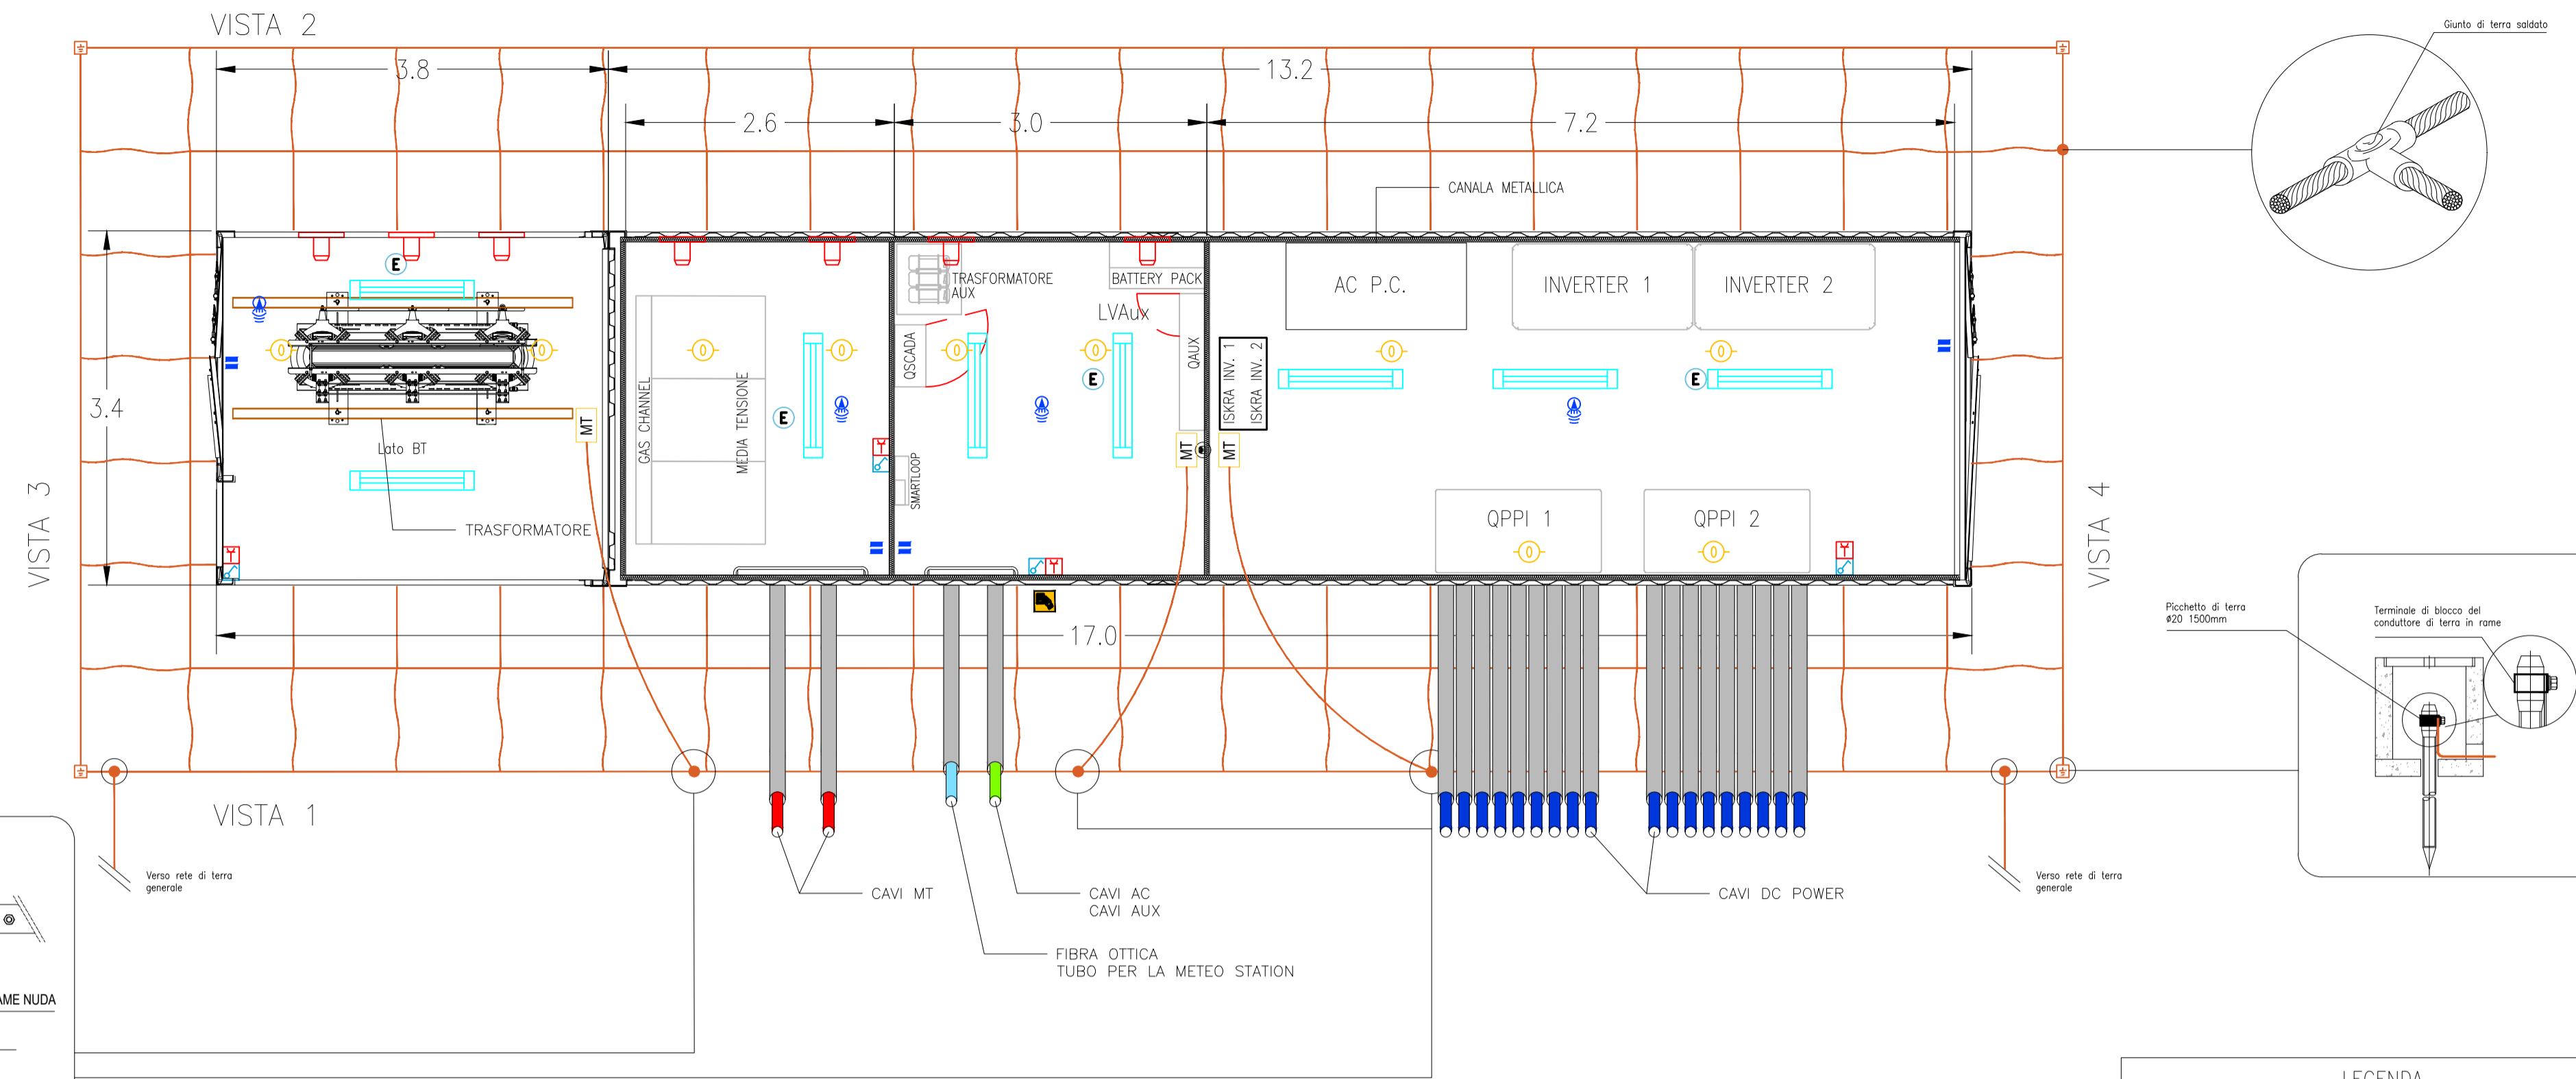 VISTA 2
Giunto di terra saldato
3.8
13.2
2.6
3.0
7.2
CANALA METALLICA
E
TRASFORMATORE
AUX
BATTERY PACK
LVAux
AC P.C.
INVERTER 1
INVERTER 2
QSCADA
QAUX
ISKRA INV. 1
ISKRA INV. 2
GAS CHANNEL
MEDIA TENSIONE
E
E
E
3.4
MT
MT
MT
Lato BT
SMARTLOOP
TRASFORMATORE
QPPI 1
QPPI 2
VISTA 3
VISTA 4
17.0
Picchetto di terra
ø20 1500mm
Terminale di blocco del
conduttore di terra in rame
VISTA 1
Verso rete di terra
generale
Verso rete di terra
generale
CAVI MT
CAVI AC
CAVI AUX
CAVI DC POWER
FIBRA OTTICA
TUBO PER LA METEO STATION
AME NUDA
LEGENDA